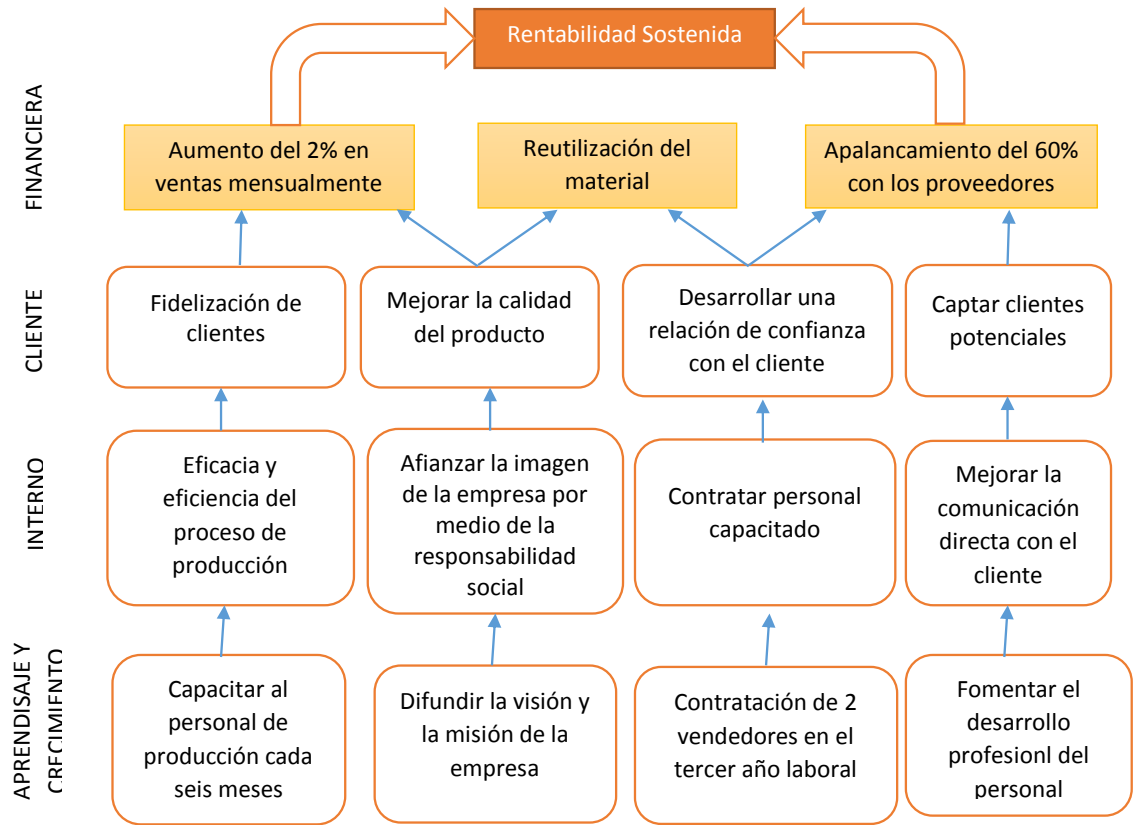 Rentabilidad Sostenida
FINANCIERA
Aumento del 2% en
ventas mensualmente
Reutilización del
material
Apalancamiento del 60%
con los proveedores
CLIENTE
Fidelización de
clientes
Mejorar la calidad
del producto
Desarrollar una
relación de confianza
con el cliente
Captar clientes
potenciales
INTERNO
Eficacia y
eficiencia del
proceso de
producción
Afianzar la imagen
de la empresa por
medio de la
responsabilidad
social
Contratar personal
capacitado
Mejorar la
comunicación
directa con el
cliente
APRENDISAJE Y
CRECIMIENTO
Capacitar al
personal de
producción cada
seis meses
Difundir la visión y
la misión de la
empresa
Contratación de 2
vendedores en el
tercer año laboral
Fomentar el
desarrollo
profesionl del
personal